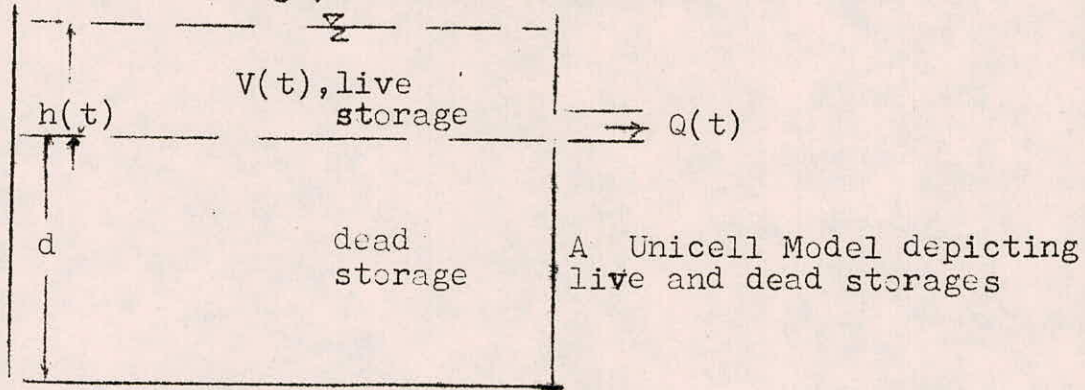 V(t), live
storage
h(t)
Q(t)
d
dead
storage
A Unicell Model depicting
live and dead storages